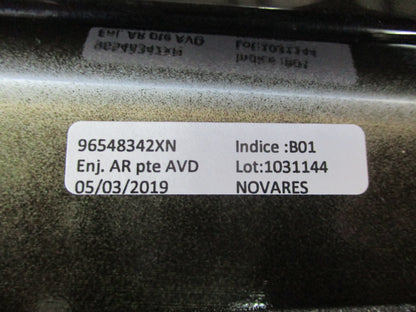 96548342XN Indice :B01
Enj. AR pte AVD Lot:1031144
05/03/2019 NOVARES